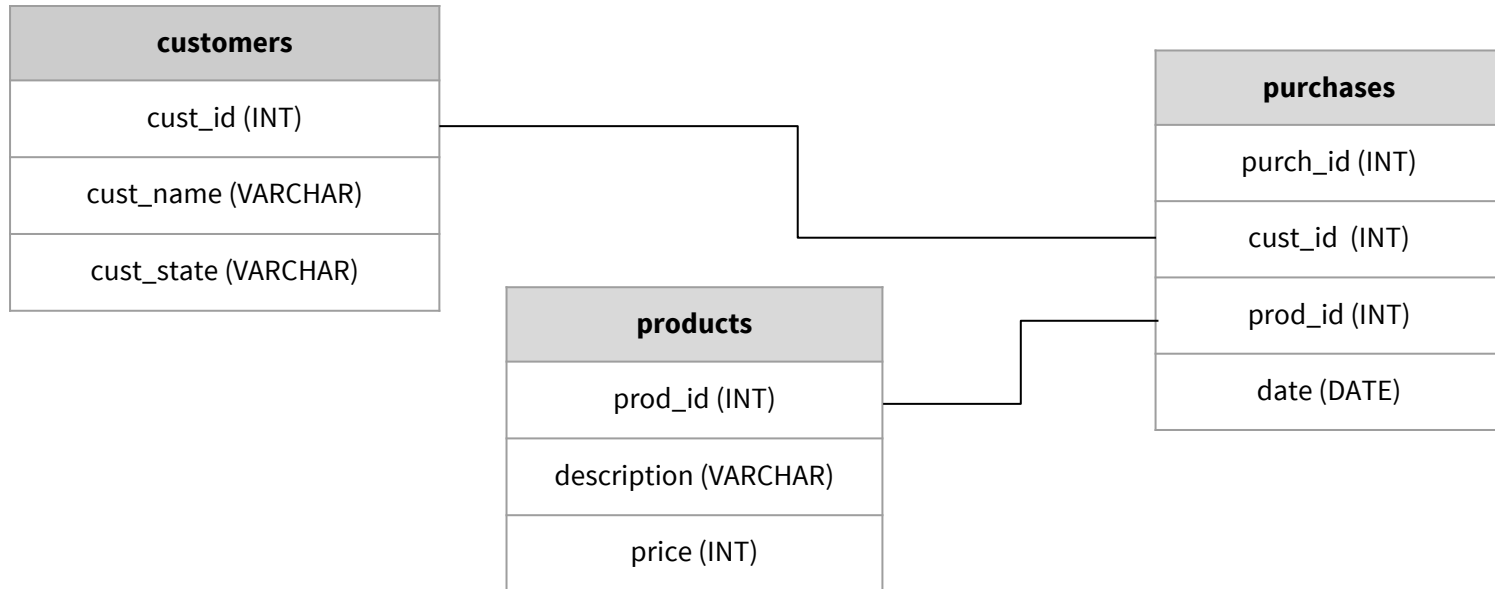 customers
cust_id (INT)
cust_name (VARCHAR)
cust_state (VARCHAR)
products
prod_id (INT)
description (VARCHAR)
price (INT)
purchases
purch_id (INT)
cust_id  (INT)
prod_id (INT)
date (DATE)